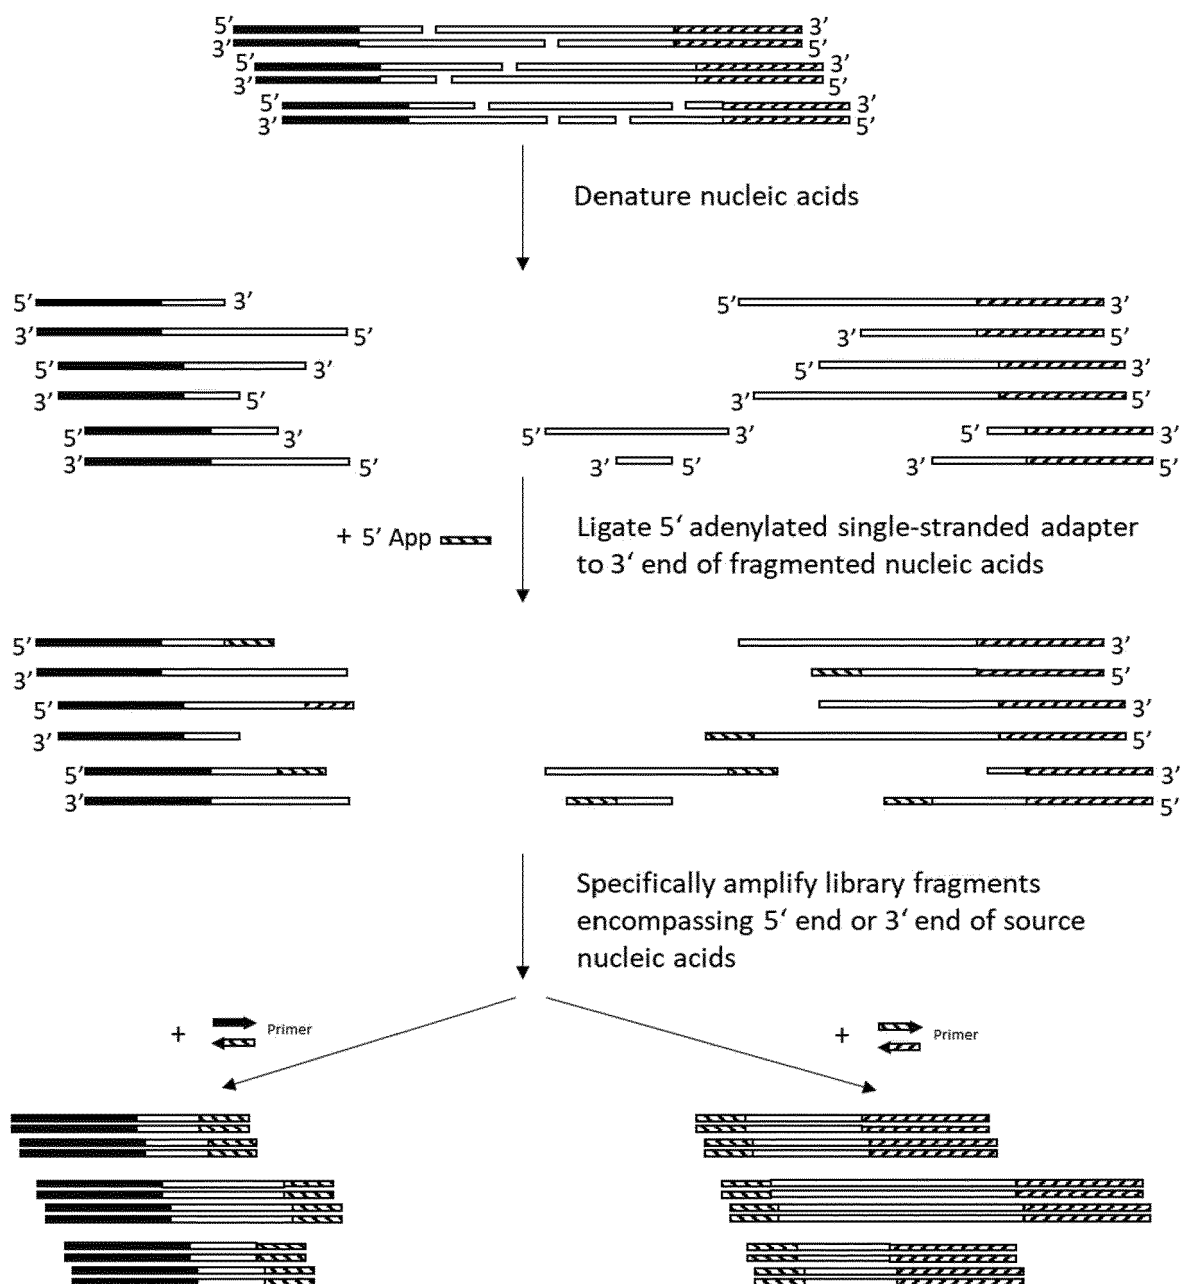 5’ 3’
3’ 5’
5’ 3’
3’ 5’
5’ 3’
3’ 5’
Denature nucleic acids
5’ 3’ 5’ 3’
3’ 5’ 3’ 5’
5’ 3’ 5’ 3’
3’ 5’ 3’ 5’
5’ 3’ 5’ 3’ 5’ 3’
3’ 5’ 3’ 5’ 3’ 5’
+ 5’ App
Ligate 5‘ adenylated single-stranded adapter
to 3‘ end of fragmented nucleic acids
5’ 3’
3’ 5’
5’ 3’
3’ 5’
5’ 3’
3’ 5’
Specifically amplify library fragments
encompassing 5‘ end or 3‘ end of source
nucleic acids
+ Primer + Primer